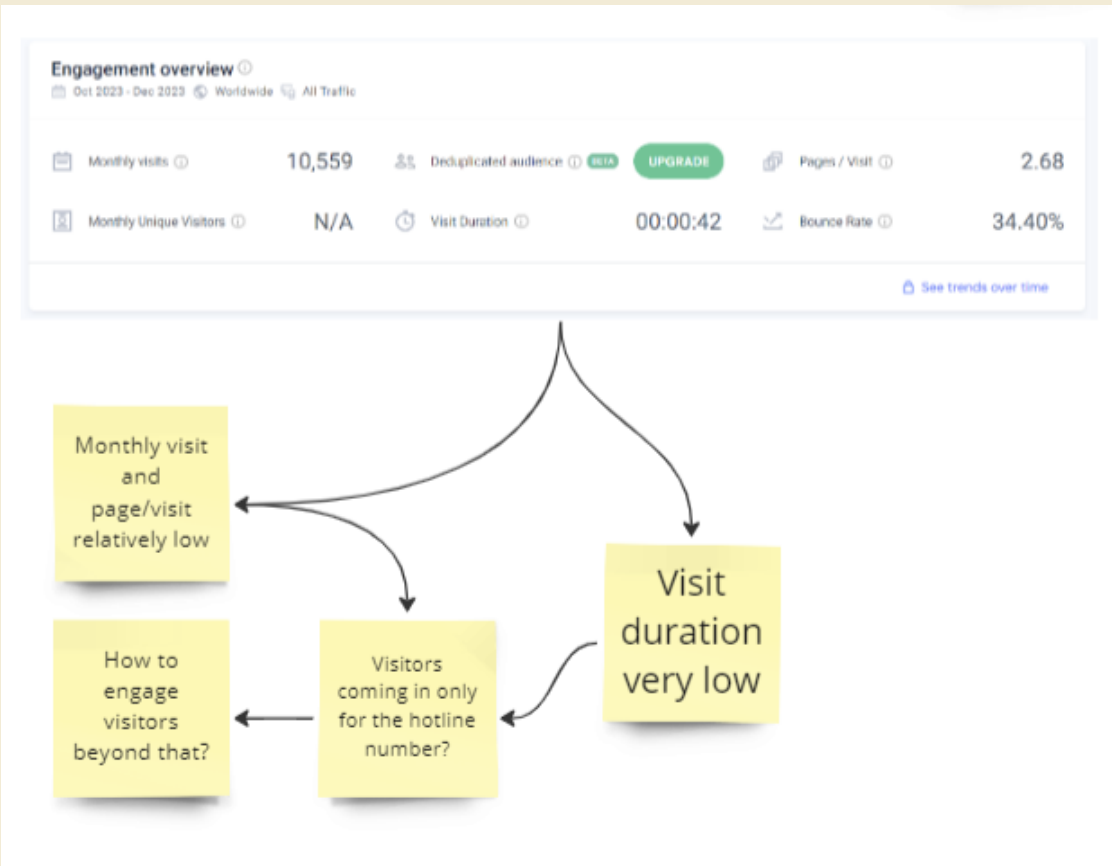 Engagement overview
Oct 2023 - Dec 2023 Worldwide All Traffic
Monthly visits 10,559 Deduplicated audience BETA UPGRADE Pages / Visit 2.68
Monthly Unique Visitors N/A Visit Duration 00:00:42 Bounce Rate 34.40%
See trends over time
Monthly visit
and
page/visit
relatively low
Visit
duration
very low
How to
engage
visitors
beyond that?
Visitors
coming in only
for the hotline
number?